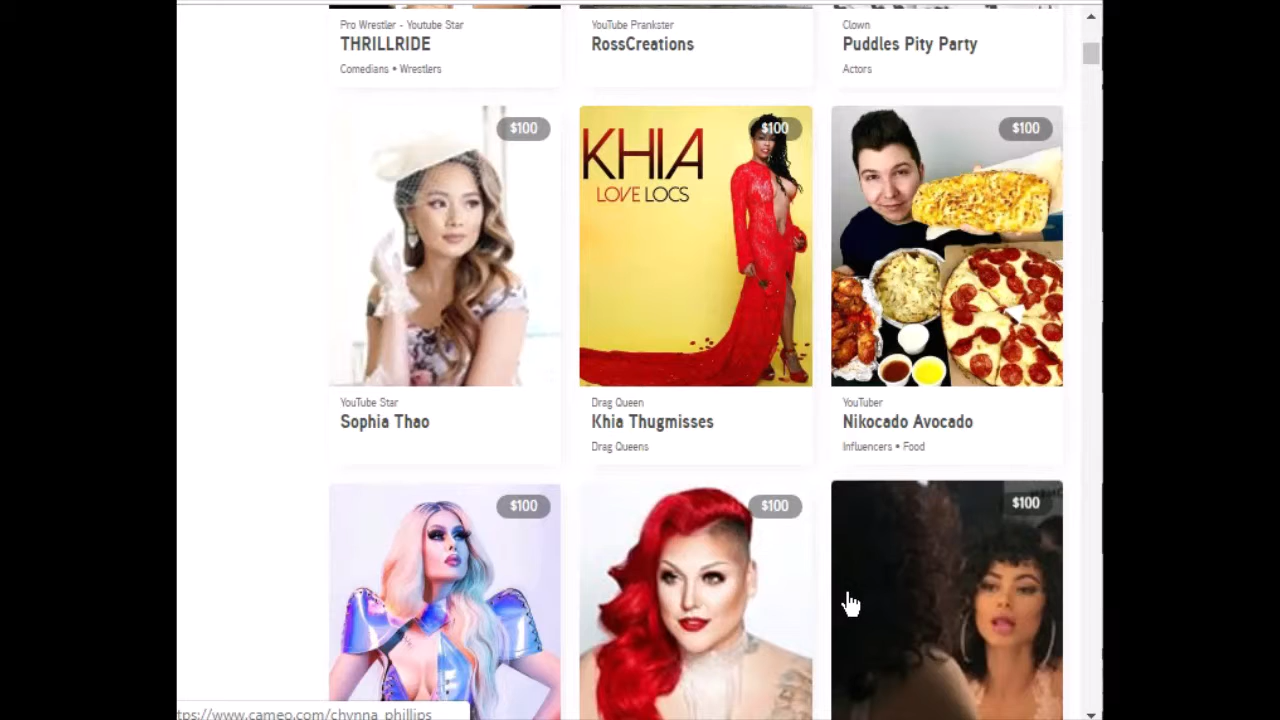 Pro Wrestler - Youtube Star
THRILLRIDE
Comedians • Wrestlers
YouTube Prankster
RossCreations
Clown
Puddles Pity Party
Actors
$100
YouTube Star
Sophia Thao
$100
KHIA
LOVE LOCS
Drag Queen
Khia Thugmisses
Drag Queens
$100
YouTuber
Nikocado Avocado
Influencers • Food
$100
$100
$100
tps://www.cameo.com/chynna_phillips